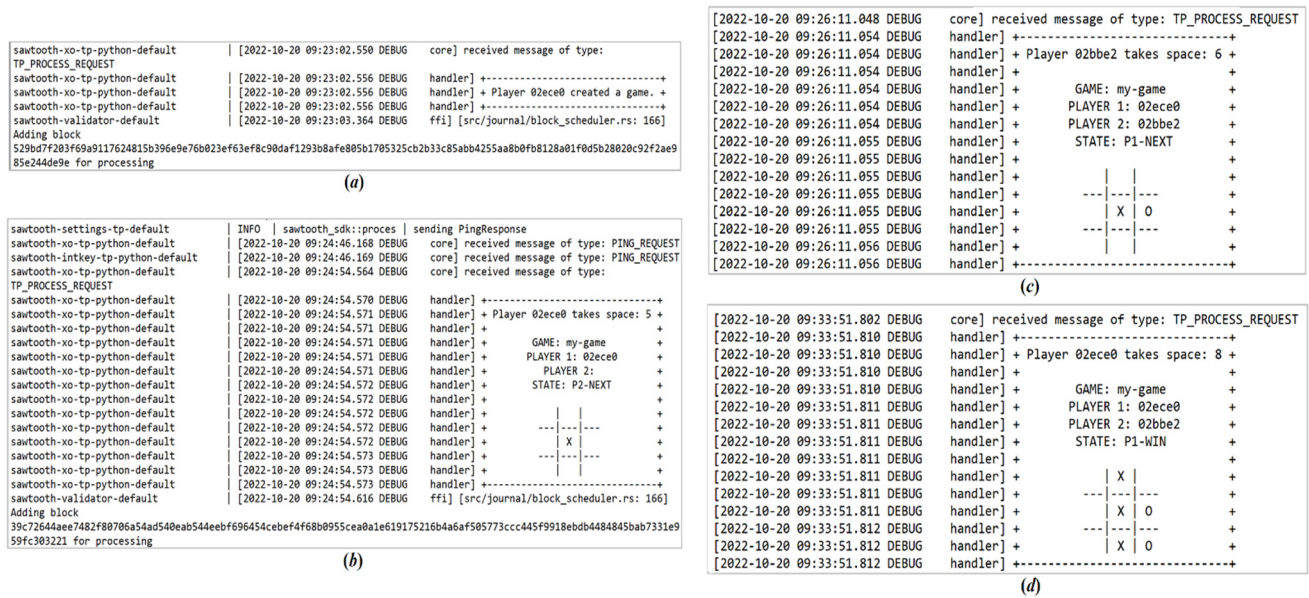 sawtooth-xo-tp-python-default | [2022-10-20 09:23:02.550 DEBUG core] received message of type:
TP_PROCESS_REQUEST
sawtooth-xo-tp-python-default | [2022-10-20 09:23:02.556 DEBUG handler] +------------------------------+
sawtooth-xo-tp-python-default | [2022-10-20 09:23:02.556 DEBUG handler] + Player 02ece0 created a game. +
sawtooth-xo-tp-python-default | [2022-10-20 09:23:02.556 DEBUG handler] +------------------------------+
sawtooth-validator-default | [2022-10-20 09:23:03.364 DEBUG ffi] [src/journal/block_scheduler.rs: 166]
Adding block
529bd7f203f69a9117624815b396e9e76b023ef63ef8c90daf1293b8afe805b1705325cb2b33c85abb4255aa8b0fb8128a01f0d5b28020c92f2ae9
85e244de9e for processing
(a)
sawtooth-settings-tp-default | INFO | sawtooth_sdk::proces | sending PingResponse
sawtooth-xo-tp-python-default | [2022-10-20 09:24:46.168 DEBUG core] received message of type: PING_REQUEST
sawtooth-intkey-tp-python-default | [2022-10-20 09:24:46.169 DEBUG core] received message of type: PING_REQUEST
sawtooth-xo-tp-python-default | [2022-10-20 09:24:54.564 DEBUG core] received message of type:
TP_PROCESS_REQUEST
sawtooth-xo-tp-python-default | [2022-10-20 09:24:54.570 DEBUG handler] +-----------------------------+
sawtooth-xo-tp-python-default | [2022-10-20 09:24:54.571 DEBUG handler] + Player 02ece0 takes space: 5 +
sawtooth-xo-tp-python-default | [2022-10-20 09:24:54.571 DEBUG handler] + +
sawtooth-xo-tp-python-default | [2022-10-20 09:24:54.571 DEBUG handler] + GAME: my-game +
sawtooth-xo-tp-python-default | [2022-10-20 09:24:54.571 DEBUG handler] + PLAYER 1: 02ece0 +
sawtooth-xo-tp-python-default | [2022-10-20 09:24:54.571 DEBUG handler] + PLAYER 2: +
sawtooth-xo-tp-python-default | [2022-10-20 09:24:54.572 DEBUG handler] + STATE: P2-NEXT +
sawtooth-xo-tp-python-default | [2022-10-20 09:24:54.572 DEBUG handler] + +
sawtooth-xo-tp-python-default | [2022-10-20 09:24:54.572 DEBUG handler] + | | +
sawtooth-xo-tp-python-default | [2022-10-20 09:24:54.572 DEBUG handler] + ---|---|--- +
sawtooth-xo-tp-python-default | [2022-10-20 09:24:54.572 DEBUG handler] + | X | +
sawtooth-xo-tp-python-default | [2022-10-20 09:24:54.573 DEBUG handler] + ---|---|--- +
sawtooth-xo-tp-python-default | [2022-10-20 09:24:54.573 DEBUG handler] + | | +
sawtooth-xo-tp-python-default | [2022-10-20 09:24:54.573 DEBUG handler] +-----------------------------+
sawtooth-validator-default | [2022-10-20 09:24:54.616 DEBUG ffi] [src/journal/block_scheduler.rs: 166]
Adding block
39c72644aee7482f80706a54ad540eab544eebf696454cebef4f68b0955cea0a1e619175216b4a6af505773ccc445f9918ebdb4484845bab7331e9
59fc303221 for processing
(b)
[2022-10-20 09:26:11.048 DEBUG core] received message of type: TP_PROCESS_REQUEST
[2022-10-20 09:26:11.054 DEBUG handler] +-----------------------------+
[2022-10-20 09:26:11.054 DEBUG handler] + Player 02bbe2 takes space: 6 +
[2022-10-20 09:26:11.054 DEBUG handler] + +
[2022-10-20 09:26:11.054 DEBUG handler] + GAME: my-game +
[2022-10-20 09:26:11.054 DEBUG handler] + PLAYER 1: 02ece0 +
[2022-10-20 09:26:11.054 DEBUG handler] + PLAYER 2: 02bbe2 +
[2022-10-20 09:26:11.054 DEBUG handler] + STATE: P1-NEXT +
[2022-10-20 09:26:11.055 DEBUG handler] + +
[2022-10-20 09:26:11.055 DEBUG handler] + | | +
[2022-10-20 09:26:11.055 DEBUG handler] + ---|---|--- +
[2022-10-20 09:26:11.055 DEBUG handler] + | X | O +
[2022-10-20 09:26:11.055 DEBUG handler] + ---|---|--- +
[2022-10-20 09:26:11.056 DEBUG handler] + | | +
[2022-10-20 09:26:11.056 DEBUG handler] +-----------------------------+
(c)
[2022-10-20 09:33:51.802 DEBUG core] received message of type: TP_PROCESS_REQUEST
[2022-10-20 09:33:51.810 DEBUG handler] +-----------------------------+
[2022-10-20 09:33:51.810 DEBUG handler] + Player 02ece0 takes space: 8 +
[2022-10-20 09:33:51.810 DEBUG handler] + +
[2022-10-20 09:33:51.810 DEBUG handler] + GAME: my-game +
[2022-10-20 09:33:51.811 DEBUG handler] + PLAYER 1: 02ece0 +
[2022-10-20 09:33:51.811 DEBUG handler] + PLAYER 2: 02bbe2 +
[2022-10-20 09:33:51.811 DEBUG handler] + STATE: P1-WIN +
[2022-10-20 09:33:51.811 DEBUG handler] + +
[2022-10-20 09:33:51.811 DEBUG handler] + | X | +
[2022-10-20 09:33:51.811 DEBUG handler] + ---|---|--- +
[2022-10-20 09:33:51.811 DEBUG handler] + | X | O +
[2022-10-20 09:33:51.812 DEBUG handler] + ---|---|--- +
[2022-10-20 09:33:51.812 DEBUG handler] + | X | O +
[2022-10-20 09:33:51.812 DEBUG handler] +-----------------------------+
(d)